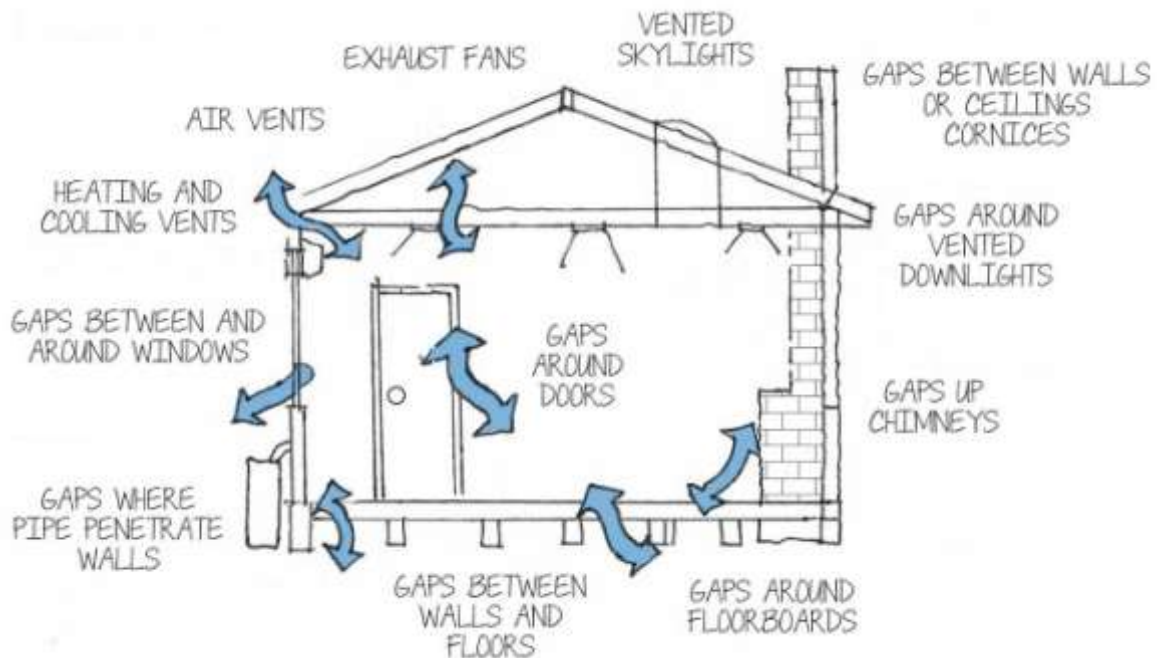 EXHAUST FANS
VENTED
SKYLIGHTS
AIR VENTS
GAPS BETWEEN WALLS
OR CEILINGS
CORNICES
HEATING AND
COOLING VENTS
GAPS AROUND
VENTED
DOWNLIGHTS
GAPS BETWEEN AND
AROUND WINDOWS
GAPS
AROUND
DOORS
GAPS UP
CHIMNEYS
GAPS WHERE
PIPE PENETRATE
WALLS
GAPS BETWEEN
WALLS AND
FLOORS
GAPS AROUND
FLOORBOARDS